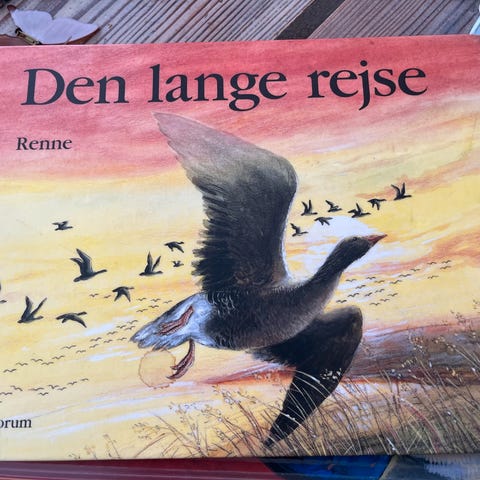 Den lange rejse
Renne
orum